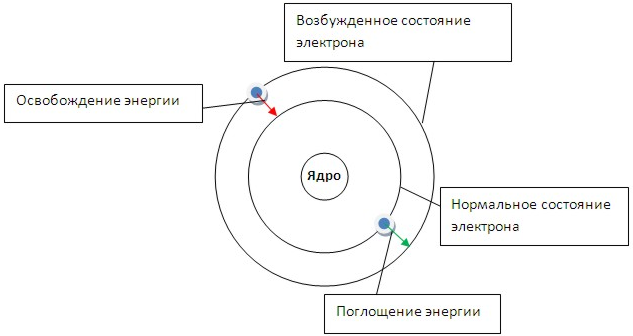 Возбужденное состояние
электрона
Освобождение энергии
Ядро
Нормальное состояние
электрона
Поглощение энергии